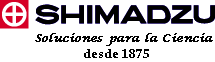 SHIMADZU
Soluciones para la Ciencia
desde 1875